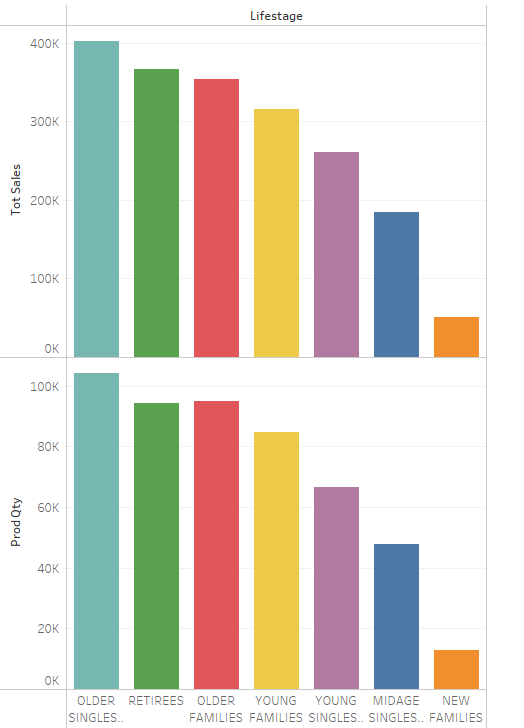 Lifestage
Tot Sales
400K
300K
200K
100K
0K
Prod Qty
100K
80K
60K
40K
20K
0K
OLDER SINGLES..
RETIREES
OLDER FAMILIES
YOUNG FAMILIES
YOUNG SINGLES..
MIDAGE SINGLES..
NEW FAMILIES